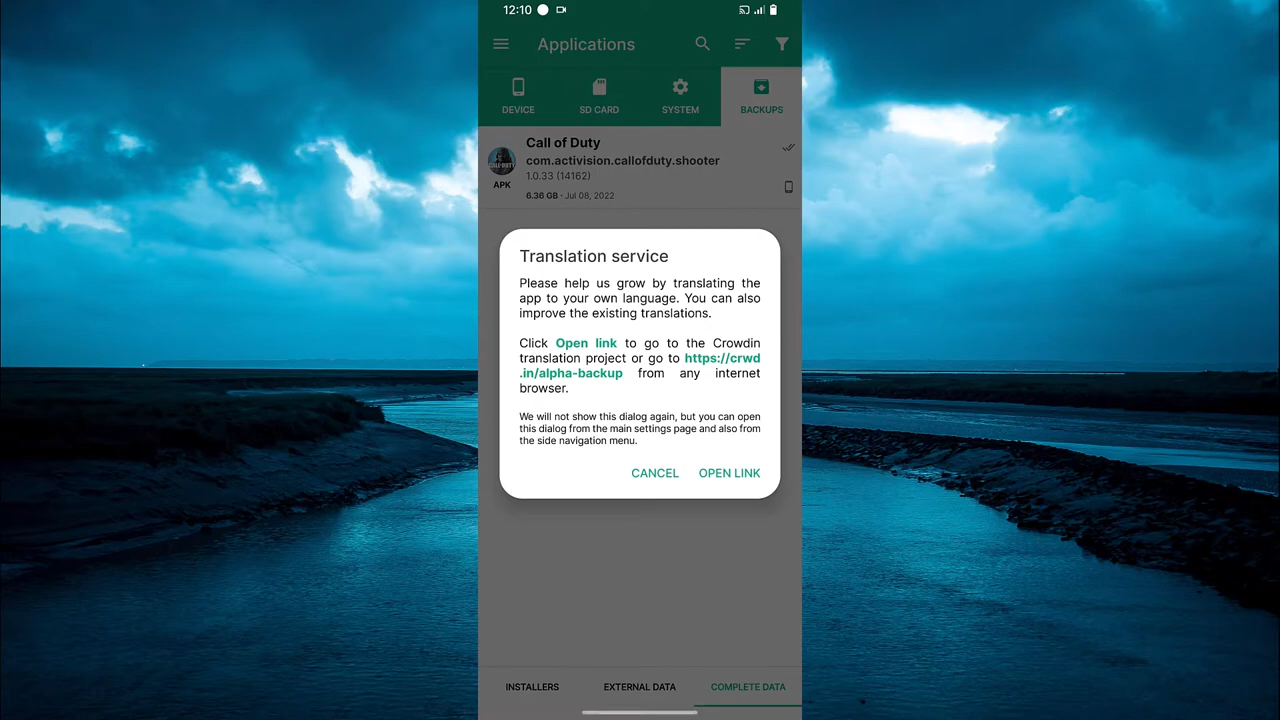 12:10
Applications
DEVICE
SD CARD
SYSTEM
BACKUPS
Call of Duty
com.activision.callofduty.shooter
1.0.33 (14162)
APK
6.36 GB · Jul 08, 2022
Translation service
Please help us grow by translating the
app to your own language. You can also
improve the existing translations.
Click Open link to go to the Crowdin
translation project or go to https://crwd
.in/alpha-backup from any internet
browser.
We will not show this dialog again, but you can open
this dialog from the main settings page and also from
the side navigation menu.
CANCEL
OPEN LINK
INSTALLERS
EXTERNAL DATA
COMPLETE DATA